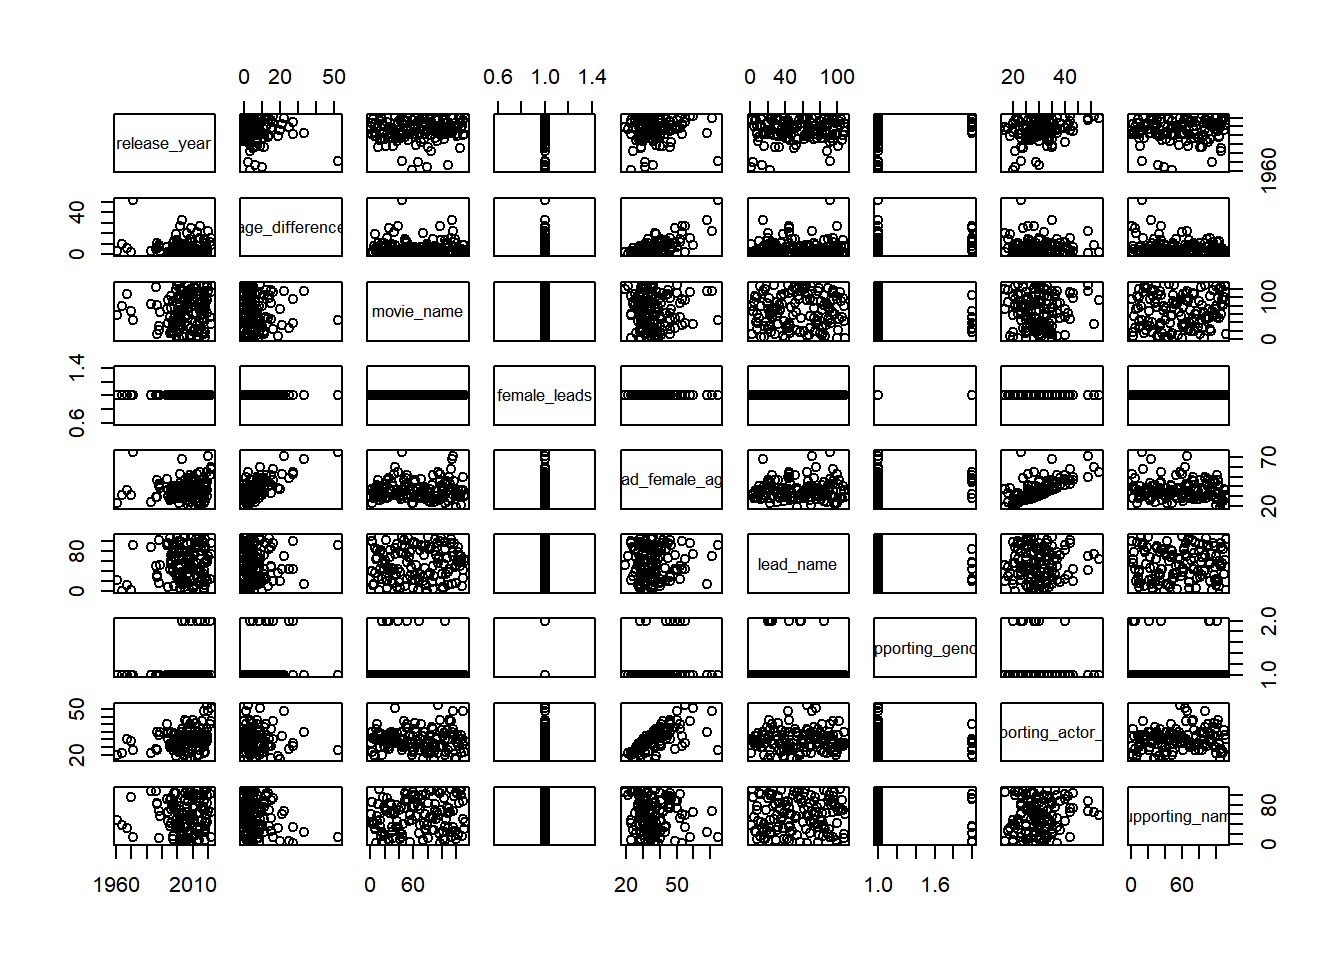 0 20 50 0.6 1.0 1.4 0 40 80 100 20 40
release_year 1960
40 0 age_difference
movie_name 100 0
1.4 0.6 female_leads
ad_female_ag 70 20
80 0 lead_name
pporting_genc 2.0 1.0
50 20 porting_actor_
upporting_nam 80 0
1960 2010 0 60 20 50 1.0 1.6 0 60